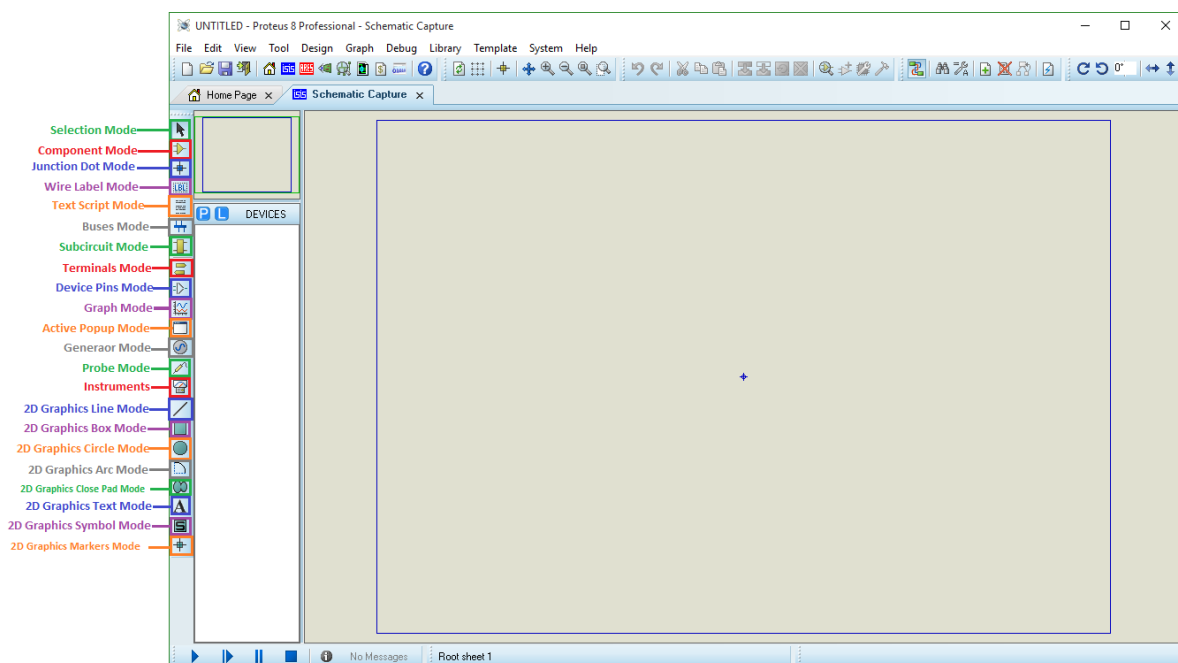 UNTITLED - Proteus 8 Professional - Schematic Capture
File Edit View Tool Design Graph Debug Library Template System Help
0°
Home Page Schematic Capture
Selection Mode
Component Mode
Junction Dot Mode
Wire Label Mode
LBL
Text Script Mode
P L DEVICES
Buses Mode
Subcircuit Mode
Terminals Mode
Device Pins Mode
Graph Mode
Active Popup Mode
Generaor Mode
Probe Mode
Instruments
2D Graphics Line Mode
2D Graphics Box Mode
2D Graphics Circle Mode
2D Graphics Arc Mode
2D Graphics Close Pad Mode
2D Graphics Text Mode
A
2D Graphics Symbol Mode
S
2D Graphics Markers Mode
No Messages Root sheet 1